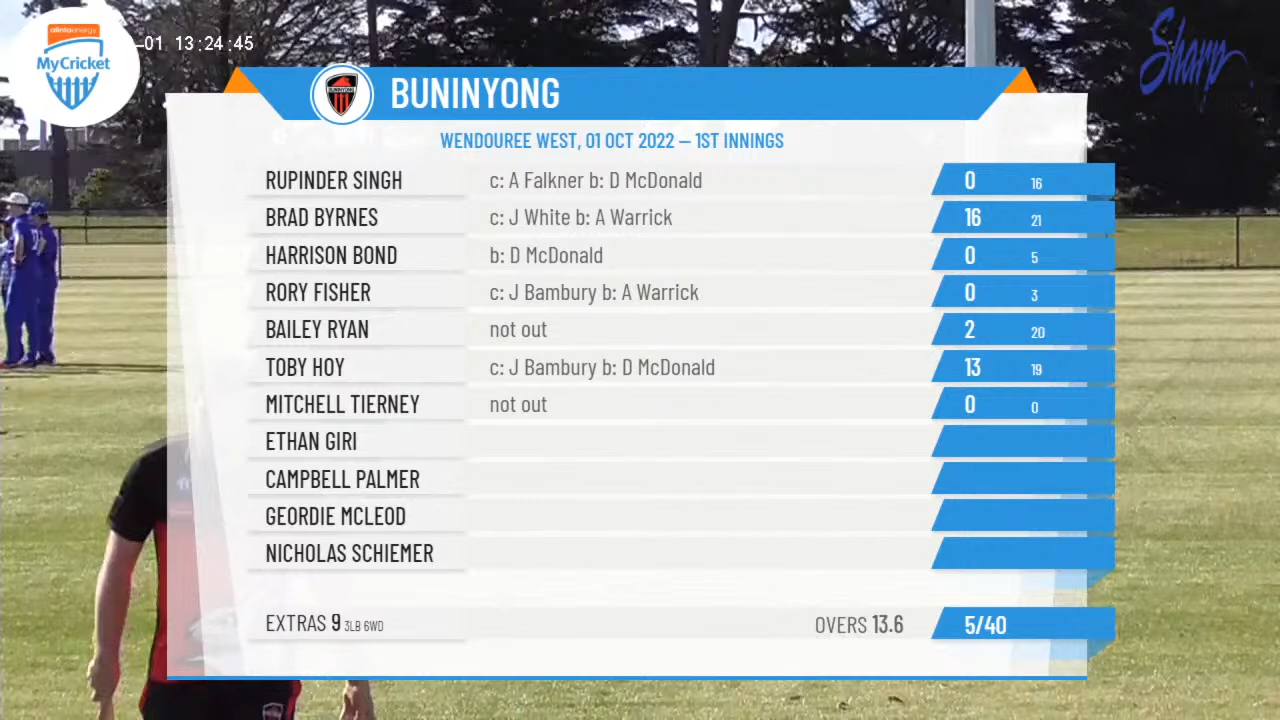 alintaenergy
MyCricket
-01 13:24:45
Sharp
BUNINYONG
BUNINYONG
WENDOUREE WEST, 01 OCT 2022 – 1ST INNINGS
RUPINDER SINGH c: A Falkner b: D McDonald 0 16
BRAD BYRNES c: J White b: A Warrick 16 21
HARRISON BOND b: D McDonald 0 5
RORY FISHER c: J Bambury b: A Warrick 0 3
BAILEY RYAN not out 2 20
TOBY HOY c: J Bambury b: D McDonald 13 19
MITCHELL TIERNEY not out 0 0
ETHAN GIRI
CAMPBELL PALMER
GEORDIE MCLEOD
NICHOLAS SCHIEMER
EXTRAS 9 3LB 6WD OVERS 13.6 5/40